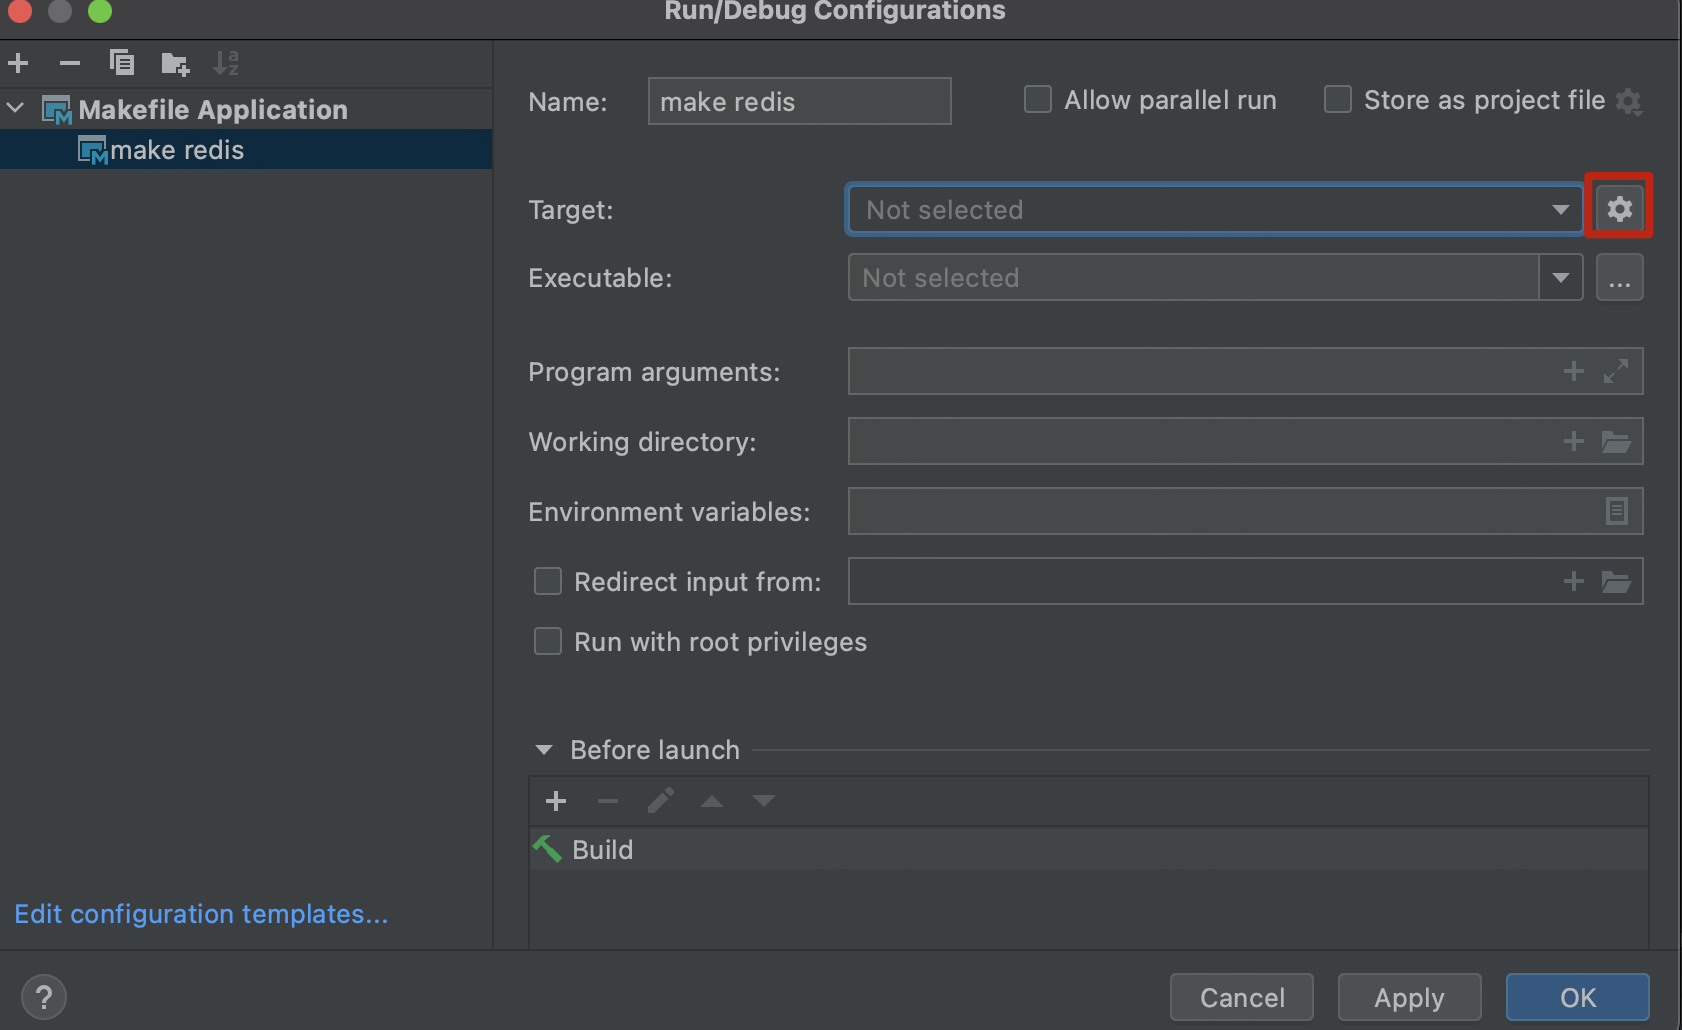 Run/Debug Configurations
Makefile Application
make redis
Name: make redis Allow parallel run Store as project file
Target: Not selected
Executable: Not selected ...
Program arguments:
Working directory:
Environment variables:
Redirect input from:
Run with root privileges
Before launch
Build
Edit configuration templates...
? Cancel Apply OK